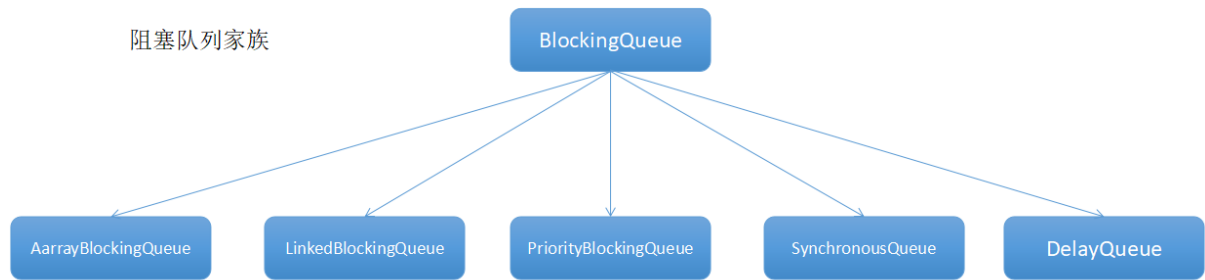 阻塞队列家族
BlockingQueue
AarrayBlockingQueue
LinkedBlockingQueue
PriorityBlockingQueue
SynchronousQueue
DelayQueue